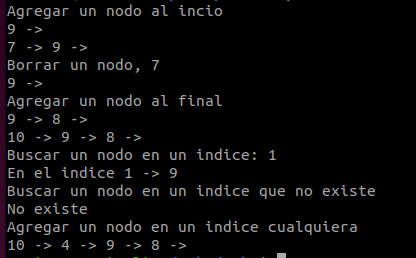 Agregar un nodo al incio
9 ->
7 -> 9 ->
Borrar un nodo, 7
9 ->
Agregar un nodo al final
9 -> 8 ->
10 -> 9 -> 8 ->
Buscar un nodo en un indice: 1
En el indice 1 -> 9
Buscar un nodo en un indice que no existe
No existe
Agregar un nodo en un indice cualquiera
10 -> 4 -> 9 -> 8 ->